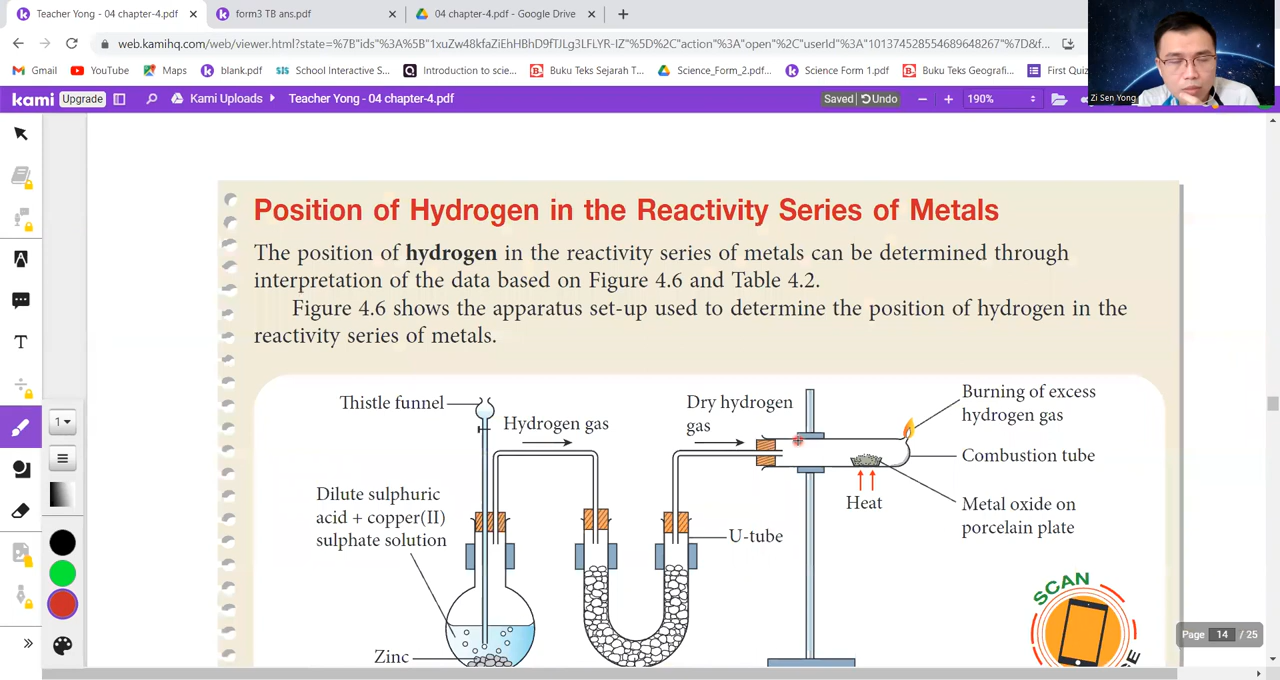 Teacher Yong - 04 chapter-4.pdf
form3 TB ans.pdf
04 chapter-4.pdf - Google Drive
web.kamihq.com/web/viewer.html?state=%7B"ids"%3A%5B"1xuZw48kfaZiEhHBhD9fTJLg3LFLYR-IZ"%5D%2C"action"%3A"open"%2C"userId"%3A"101374528554689648267"%7D&f...
Gmail
YouTube
Maps
blank.pdf
SiS School Interactive S...
Introduction to scie...
Buku Teks Sejarah T...
Science_Form_2.pdf...
Science Form 1.pdf
Buku Teks Geografi...
First Quiz
Zi Sen Yong
kami Upgrade
Kami Uploads
Teacher Yong - 04 chapter-4.pdf
Saved Undo
190%
Position of Hydrogen in the Reactivity Series of Metals
The position of hydrogen in the reactivity series of metals can be determined through
interpretation of the data based on Figure 4.6 and Table 4.2.
Figure 4.6 shows the apparatus set-up used to determine the position of hydrogen in the
reactivity series of metals.
Thistle funnel
Hydrogen gas
Dry hydrogen
gas
Burning of excess
hydrogen gas
Combustion tube
Heat
Metal oxide on
porcelain plate
Dilute sulphuric
acid + copper(II)
sulphate solution
U-tube
Zinc
SCAN
Page 14 / 25
1